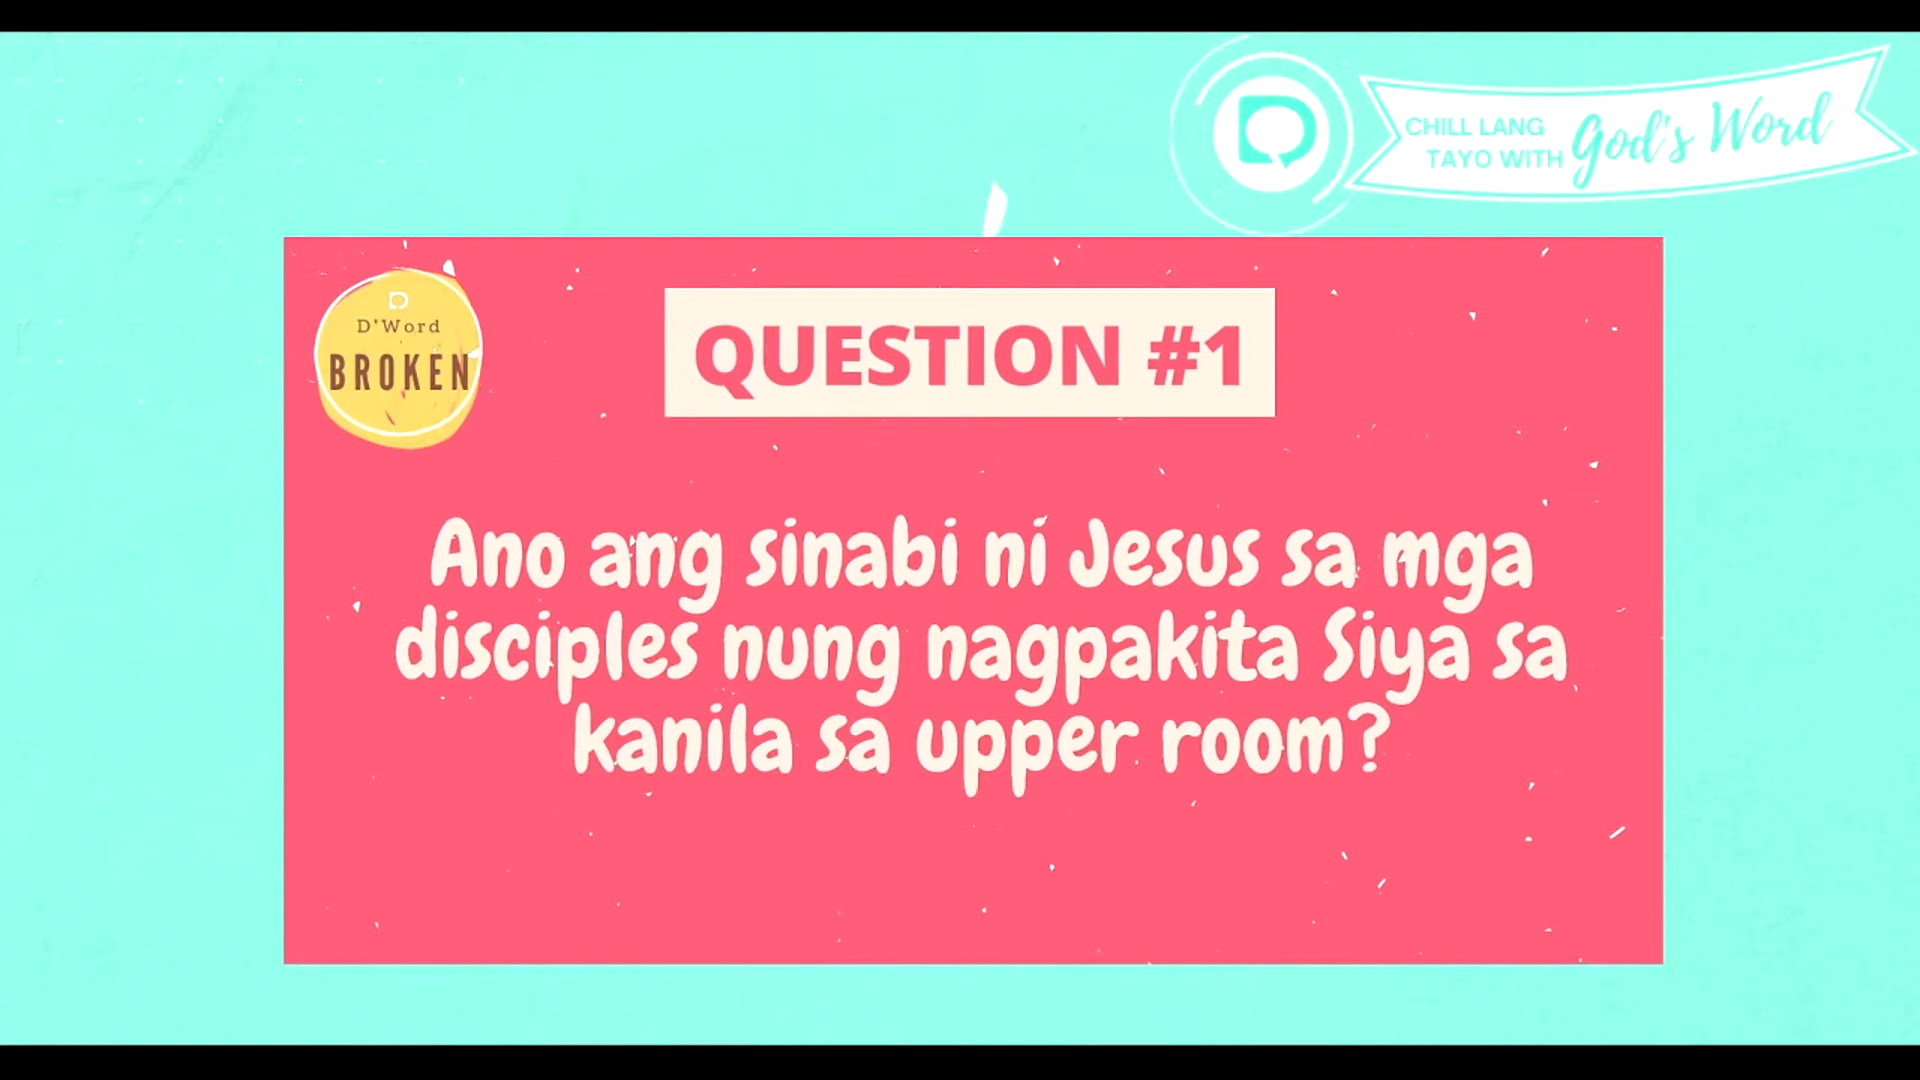 CHILL LANG
TAYO WITH God's Word
D'Word
BROKEN
QUESTION #1
Ano ang sinabi ni Jesus sa mga
disciples nung nagpakita Siya sa
kanila sa upper room?